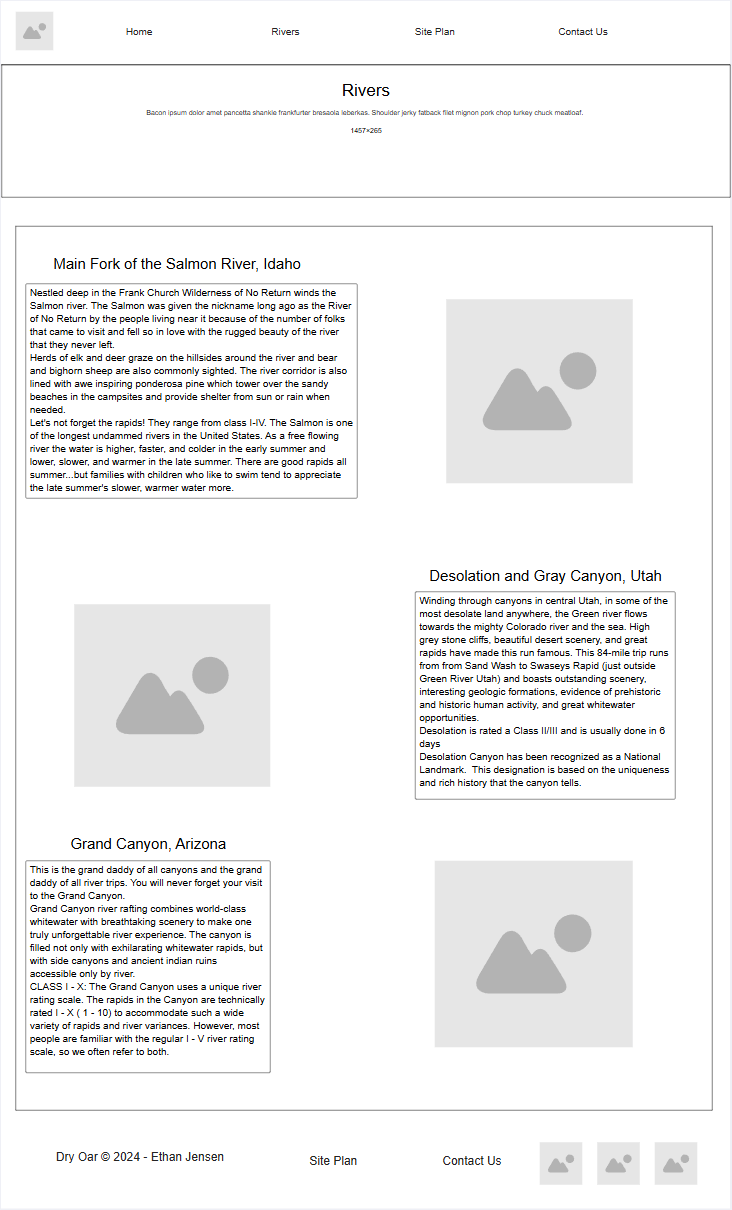 Home Rivers Site Plan Contact Us
Rivers
Bacon ipsum dolor amet pancetta shankle frankfurter bresaola leberkas. Shoulder jerky fatback filet mignon pork chop turkey chuck meatloaf.
1457×265
Main Fork of the Salmon River, Idaho
Nestled deep in the Frank Church Wilderness of No Return winds the
Salmon river. The Salmon was given the nickname long ago as the River
of No Return by the people living near it because of the number of folks
that came to visit and fell so in love with the rugged beauty of the river
that they never left.
Herds of elk and deer graze on the hillsides around the river and bear
and bighorn sheep are also commonly sighted. The river corridor is also
lined with awe inspiring ponderosa pine which tower over the sandy
beaches in the campsites and provide shelter from sun or rain when
needed.
Let's not forget the rapids! They range from class I-IV. The Salmon is one
of the longest undammed rivers in the United States. As a free flowing
river the water is higher, faster, and colder in the early summer and
lower, slower, and warmer in the late summer. There are good rapids all
summer...but families with children who like to swim tend to appreciate
the late summer's slower, warmer water more.
Desolation and Gray Canyon, Utah
Winding through canyons in central Utah, in some of the
most desolate land anywhere, the Green river flows
towards the mighty Colorado river and the sea. High
grey stone cliffs, beautiful desert scenery, and great
rapids have made this run famous. This 84-mile trip runs
from from Sand Wash to Swaseys Rapid (just outside
Green River Utah) and boasts outstanding scenery,
interesting geologic formations, evidence of prehistoric
and historic human activity, and great whitewater
opportunities.
Desolation is rated a Class II/III and is usually done in 6
days
Desolation Canyon has been recognized as a National
Landmark.  This designation is based on the uniqueness
and rich history that the canyon tells.
Grand Canyon, Arizona
This is the grand daddy of all canyons and the grand
daddy of all river trips. You will never forget your visit
to the Grand Canyon.
Grand Canyon river rafting combines world-class
whitewater with breathtaking scenery to make one
truly unforgettable river experience. The canyon is
filled not only with exhilarating whitewater rapids, but
with side canyons and ancient indian ruins
accessible only by river.
CLASS I - X: The Grand Canyon uses a unique river
rating scale. The rapids in the Canyon are technically
rated I - X ( 1 - 10) to accommodate such a wide
variety of rapids and river variances. However, most
people are familiar with the regular I - V river rating
scale, so we often refer to both.
Dry Oar © 2024 - Ethan Jensen Site Plan Contact Us